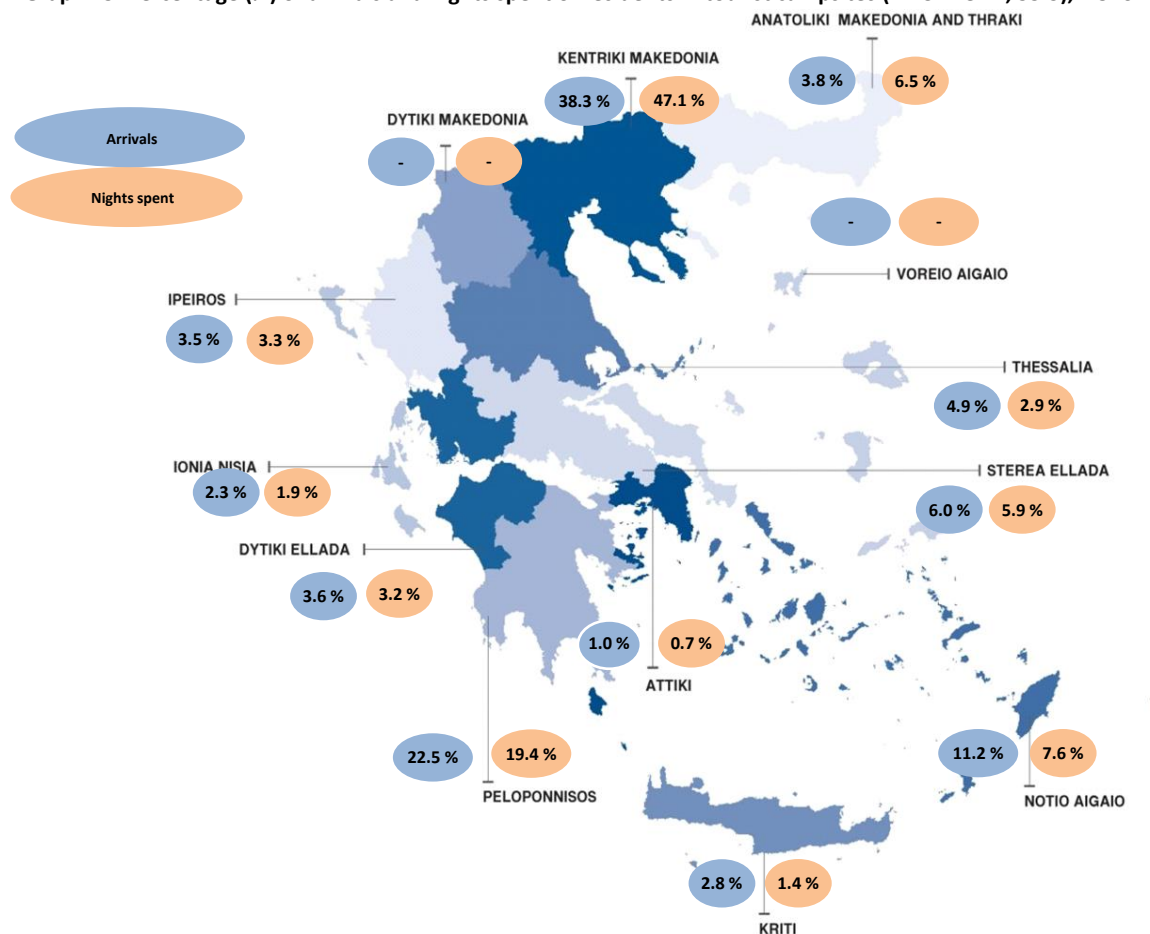 ANATOLIKI MAKEDONIA AND THRAKI
3.8 %
6.5 %
KENTRIKI MAKEDONIA
38.3 %
47.1 %
DYTIKI MAKEDONIA
-
-
Arrivals
Nights spent
-
-
VOREIO AIGAIO
IPEIROS
3.5 %
3.3 %
THESSALIA
4.9 %
2.9 %
IONIA NISIA
2.3 %
1.9 %
STEREA ELLADA
6.0 %
5.9 %
DYTIKI ELLADA
3.6 %
3.2 %
1.0 %
0.7 %
ATTIKI
22.5 %
19.4 %
PELOPONNISOS
11.2 %
7.6 %
NOTIO AIGAIO
2.8 %
1.4 %
KRITI